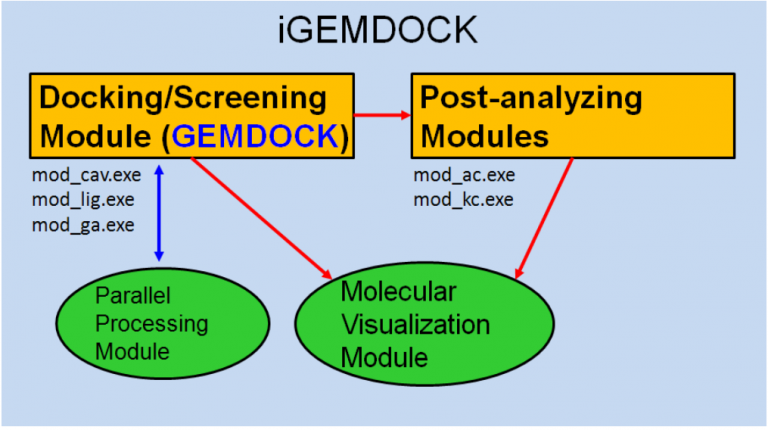 iGEMDOCK
Docking/Screening
Module (GEMDOCK)
mod_cav.exe
mod_lig.exe
mod_ga.exe
Post-analyzing
Modules
mod_ac.exe
mod_kc.exe
Parallel
Processing
Module
Molecular
Visualization
Module